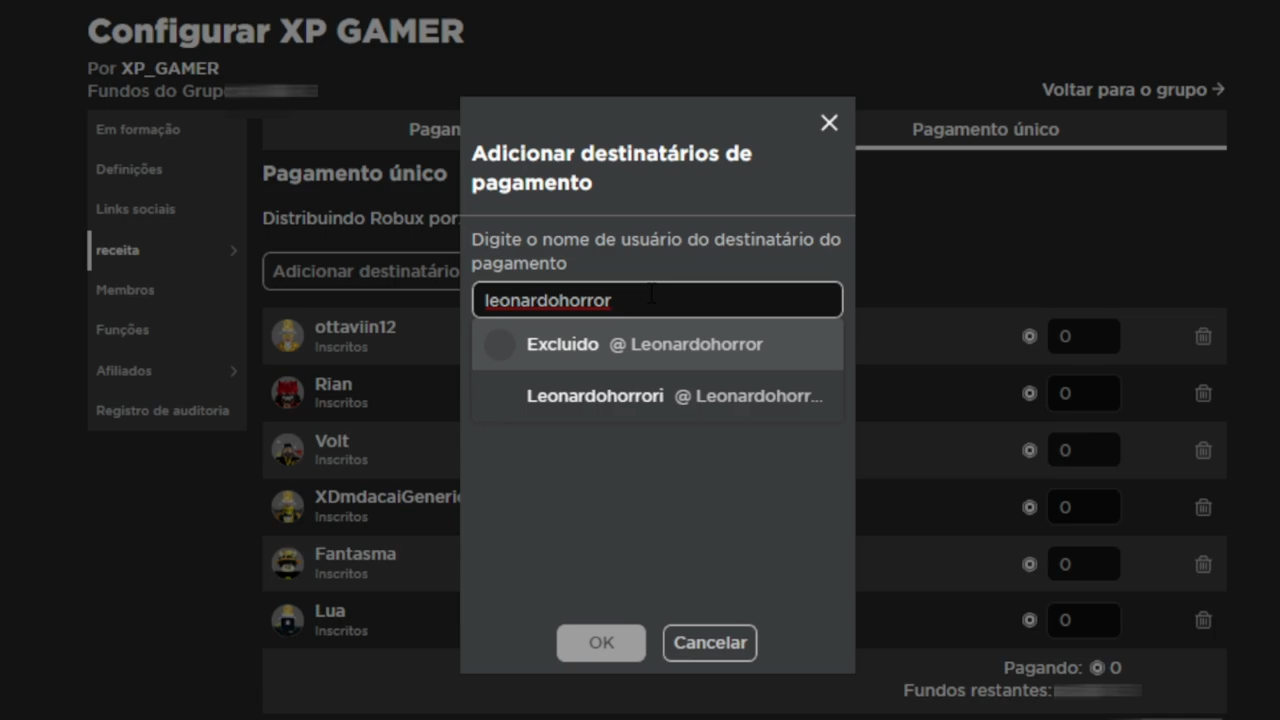 Configurar XP GAMER
Por XP_GAMER
Fundos do Grupo
Voltar para o grupo →
Em formação
Definições
Links sociais
receita
Membros
Funções
Afiliados
Registro de auditoria
Pagamento único
Pagamento único
Distribuindo Robux por
Adicionar destinatário
ottaviin12
Inscritos
0
Rian
Inscritos
0
Volt
Inscritos
0
XDmdacaiGeneric
Inscritos
0
Fantasma
Inscritos
0
Lua
Inscritos
0
Pagando: 0
Fundos restantes:
Adicionar destinatários de
pagamento
Digite o nome de usuário do destinatário do
pagamento
leonardohorror
Excluido @ Leonardohorror
Leonardohorrori @ Leonardohorr...
OK
Cancelar